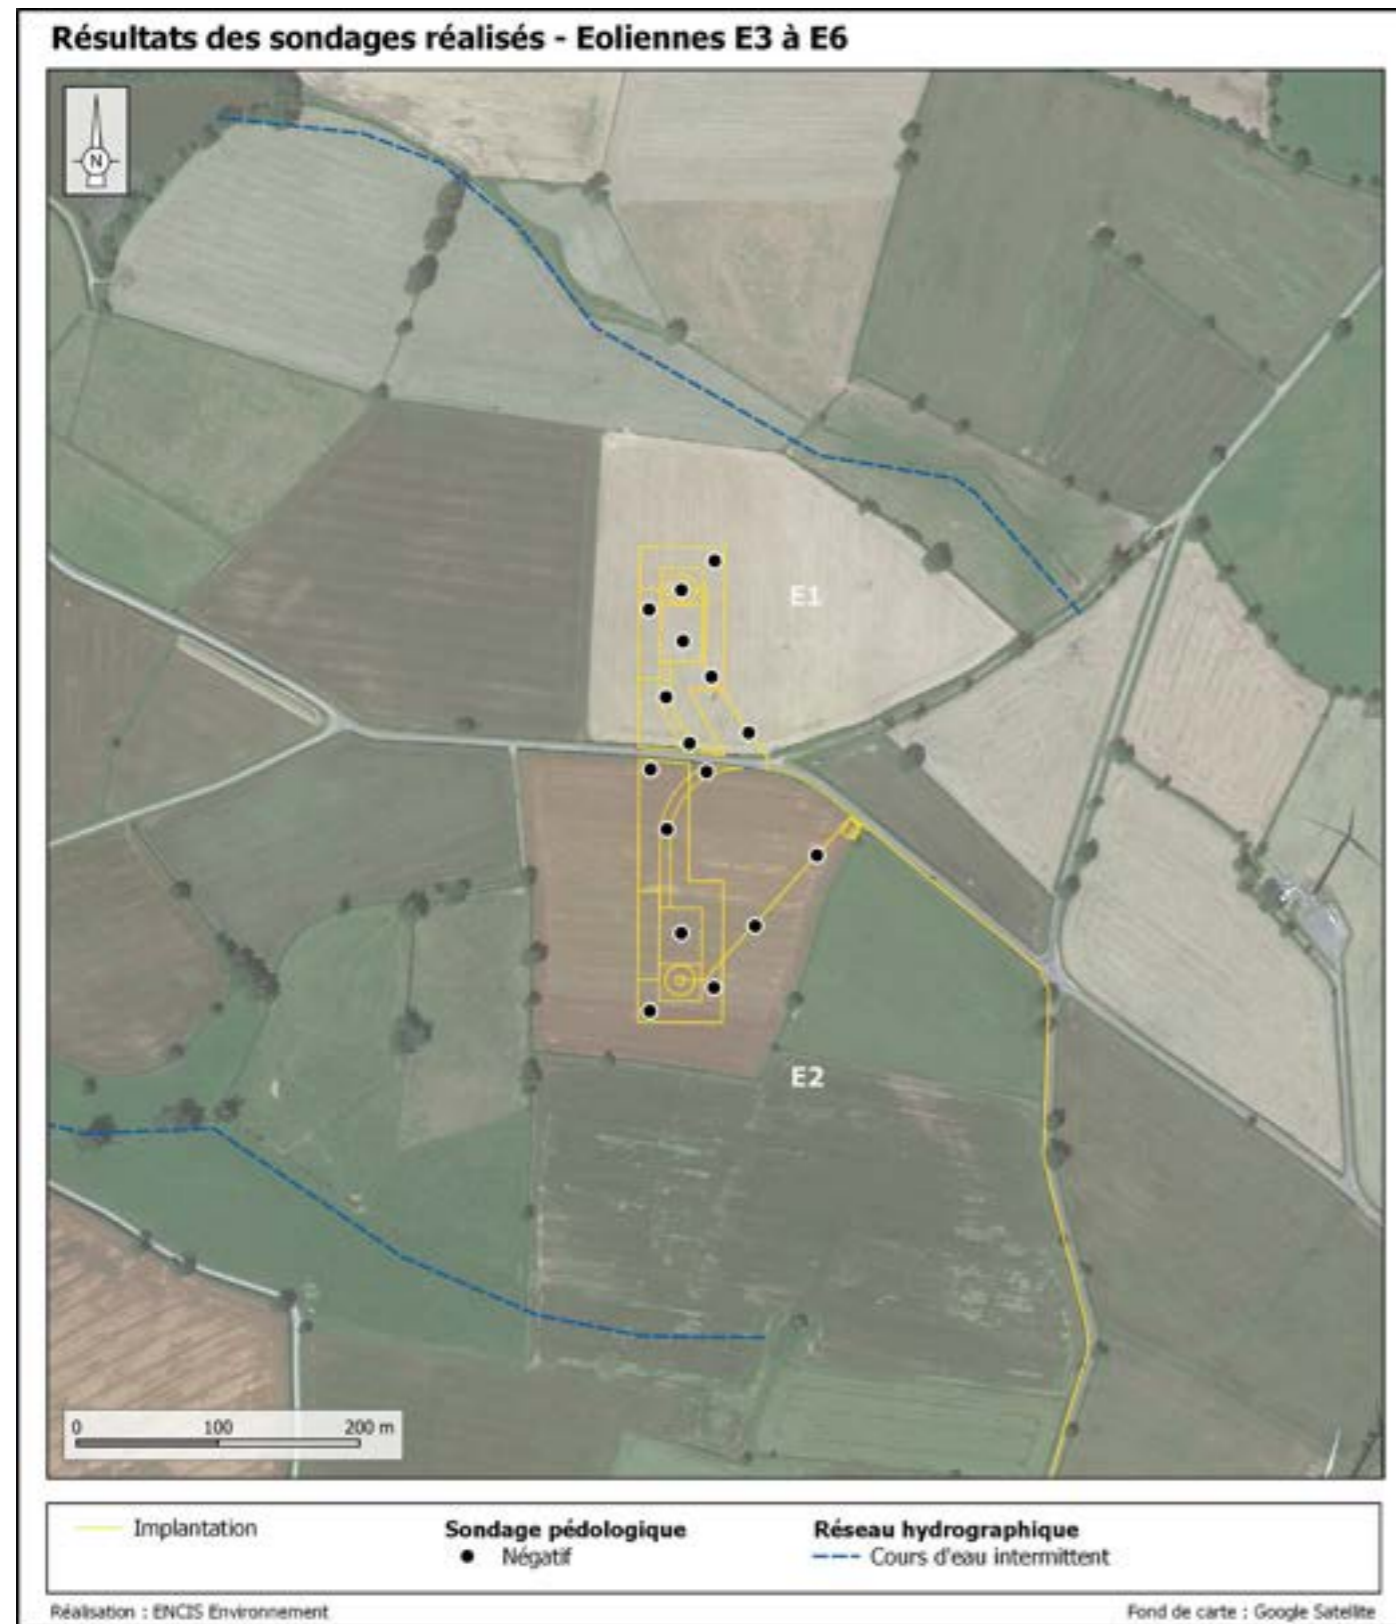 Résultats des sondages réalisés - Eoliennes E3 à E6
N
E1
E2
0 100 200 m
Implantation
Sondage pédologique
Négatif
Réseau hydrographique
Cours d'eau intermittent
Réalisation : ENCIS Environnement
Fond de carte : Google Satellite